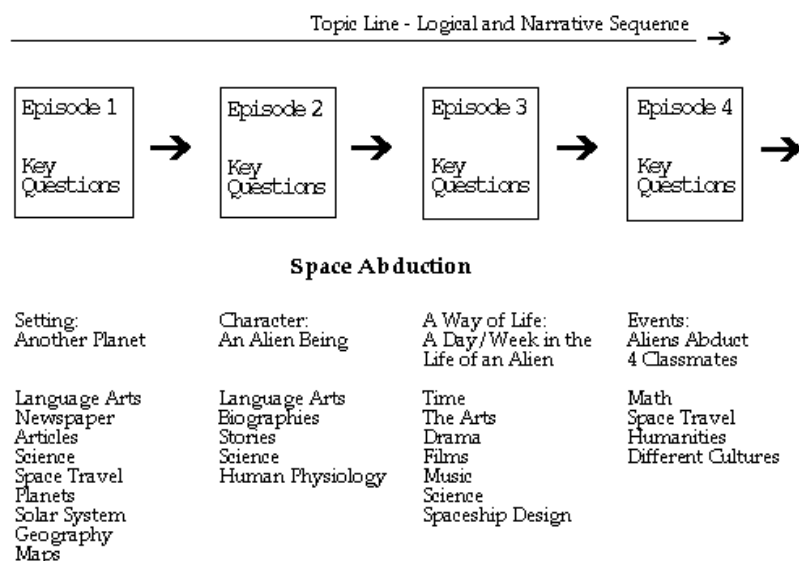 Topic Line - Logical and Narrative Sequence
Episode 1
Key
Questions
Episode 2
Key
Questions
Episode 3
Key
Questions
Episode 4
Key
Questions
Space Abduction
Setting:
Another Planet
Language Arts
Newspaper
Articles
Science
Space Travel
Planets
Solar System
Geography
Maps
Character:
An Alien Being
Language Arts
Biographies
Stories
Science
Human Physiology
A Way of Life:
A Day/Week in the
Life of an Alien
Time
The Arts
Drama
Films
Music
Science
Spaceship Design
Events:
Aliens Abduct
4 Classmates
Math
Space Travel
Humanities
Different Cultures